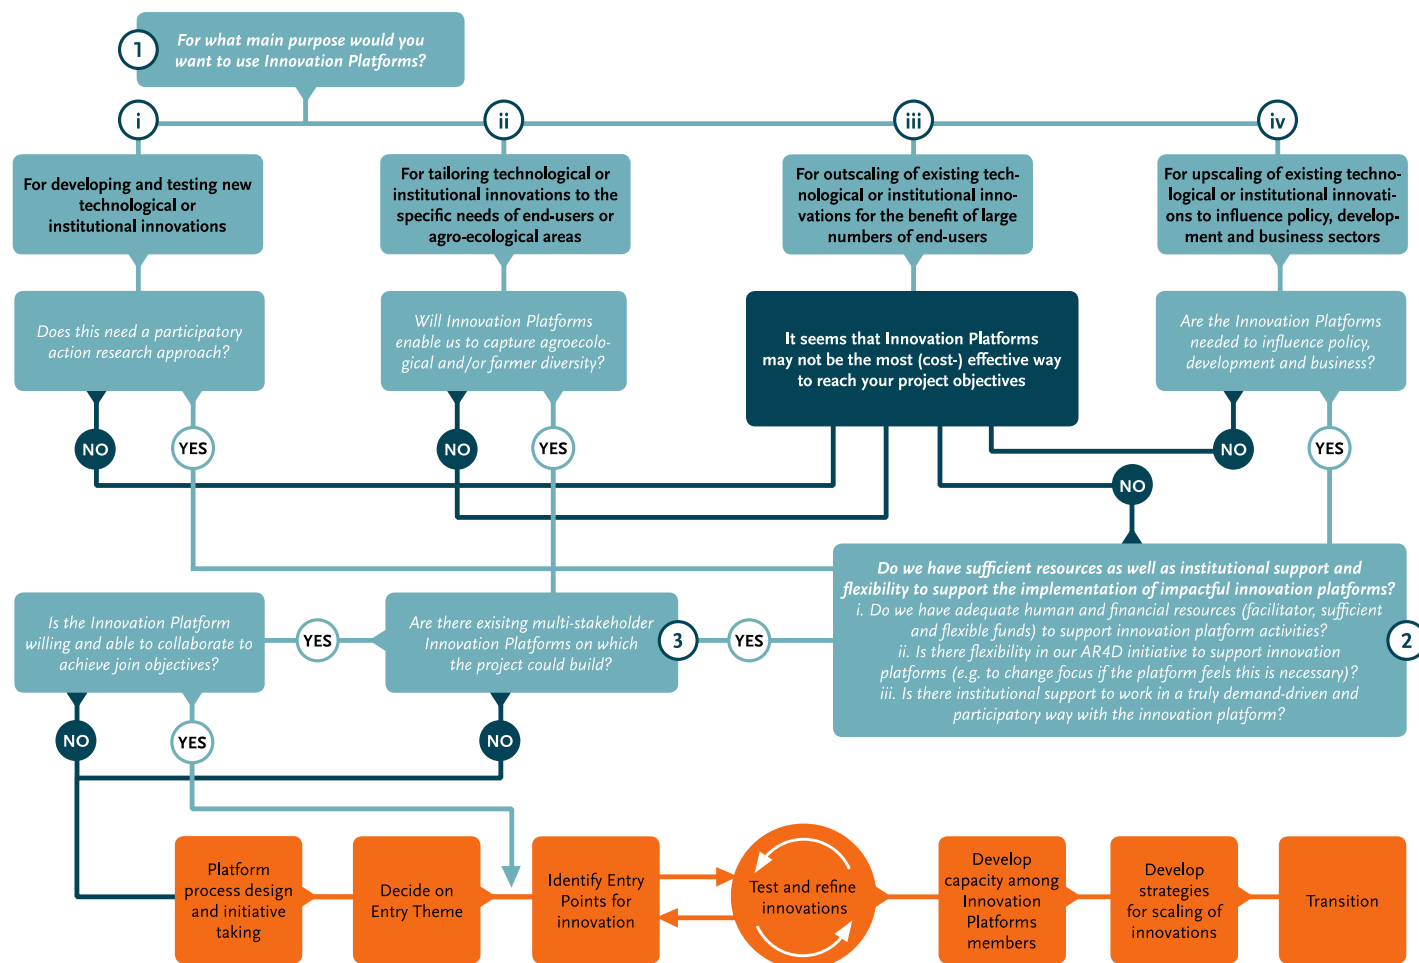 1
For what main purpose would you
want to use Innovation Platforms?
i
ii
iii
iv
For developing and testing new
technological or
institutional innovations
For tailoring technological or
institutional innovations to the
specific needs of end-users or
agro-ecological areas
For outscaling of existing tech-
nological or institutional inno-
vations for the benefit of large
numbers of end-users
For upscaling of existing techno-
logical or institutional innovati-
ons to influence policy, develop-
ment and business sectors
Does this need a participatory
action research approach?
Will Innovation Platforms
enable us to capture agroecolo-
gical and/or farmer diversity?
It seems that Innovation Platforms
may not be the most (cost-) effective way
to reach your project objectives
Are the Innovation Platforms
needed to influence policy,
development and business?
NO
YES
NO
YES
NO
YES
NO
Do we have sufficient resources as well as institutional support and
flexibility to support the implementation of impactful innovation platforms?
i. Do we have adequate human and financial resources (facilitator, sufficient
and flexible funds) to support innovation platform activities?
ii. Is there flexibility in our AR4D initiative to support innovation
platforms (e.g. to change focus if the platform feels this is necessary)?
iii. Is there institutional support to work in a truly demand-driven and
participatory way with the innovation platform?
2
YES
Are there exisitng multi-stakeholder
Innovation Platforms on which
the project could build?
3
YES
Is the Innovation Platform
willing and able to collaborate to
achieve join objectives?
NO
YES
NO
Platform
process design
and initiative
taking
Decide on
Entry Theme
Identify Entry
Points for
innovation
Test and refine
innovations
Develop
capacity among
Innovation
Platforms
members
Develop
strategies
for scaling of
innovations
Transition